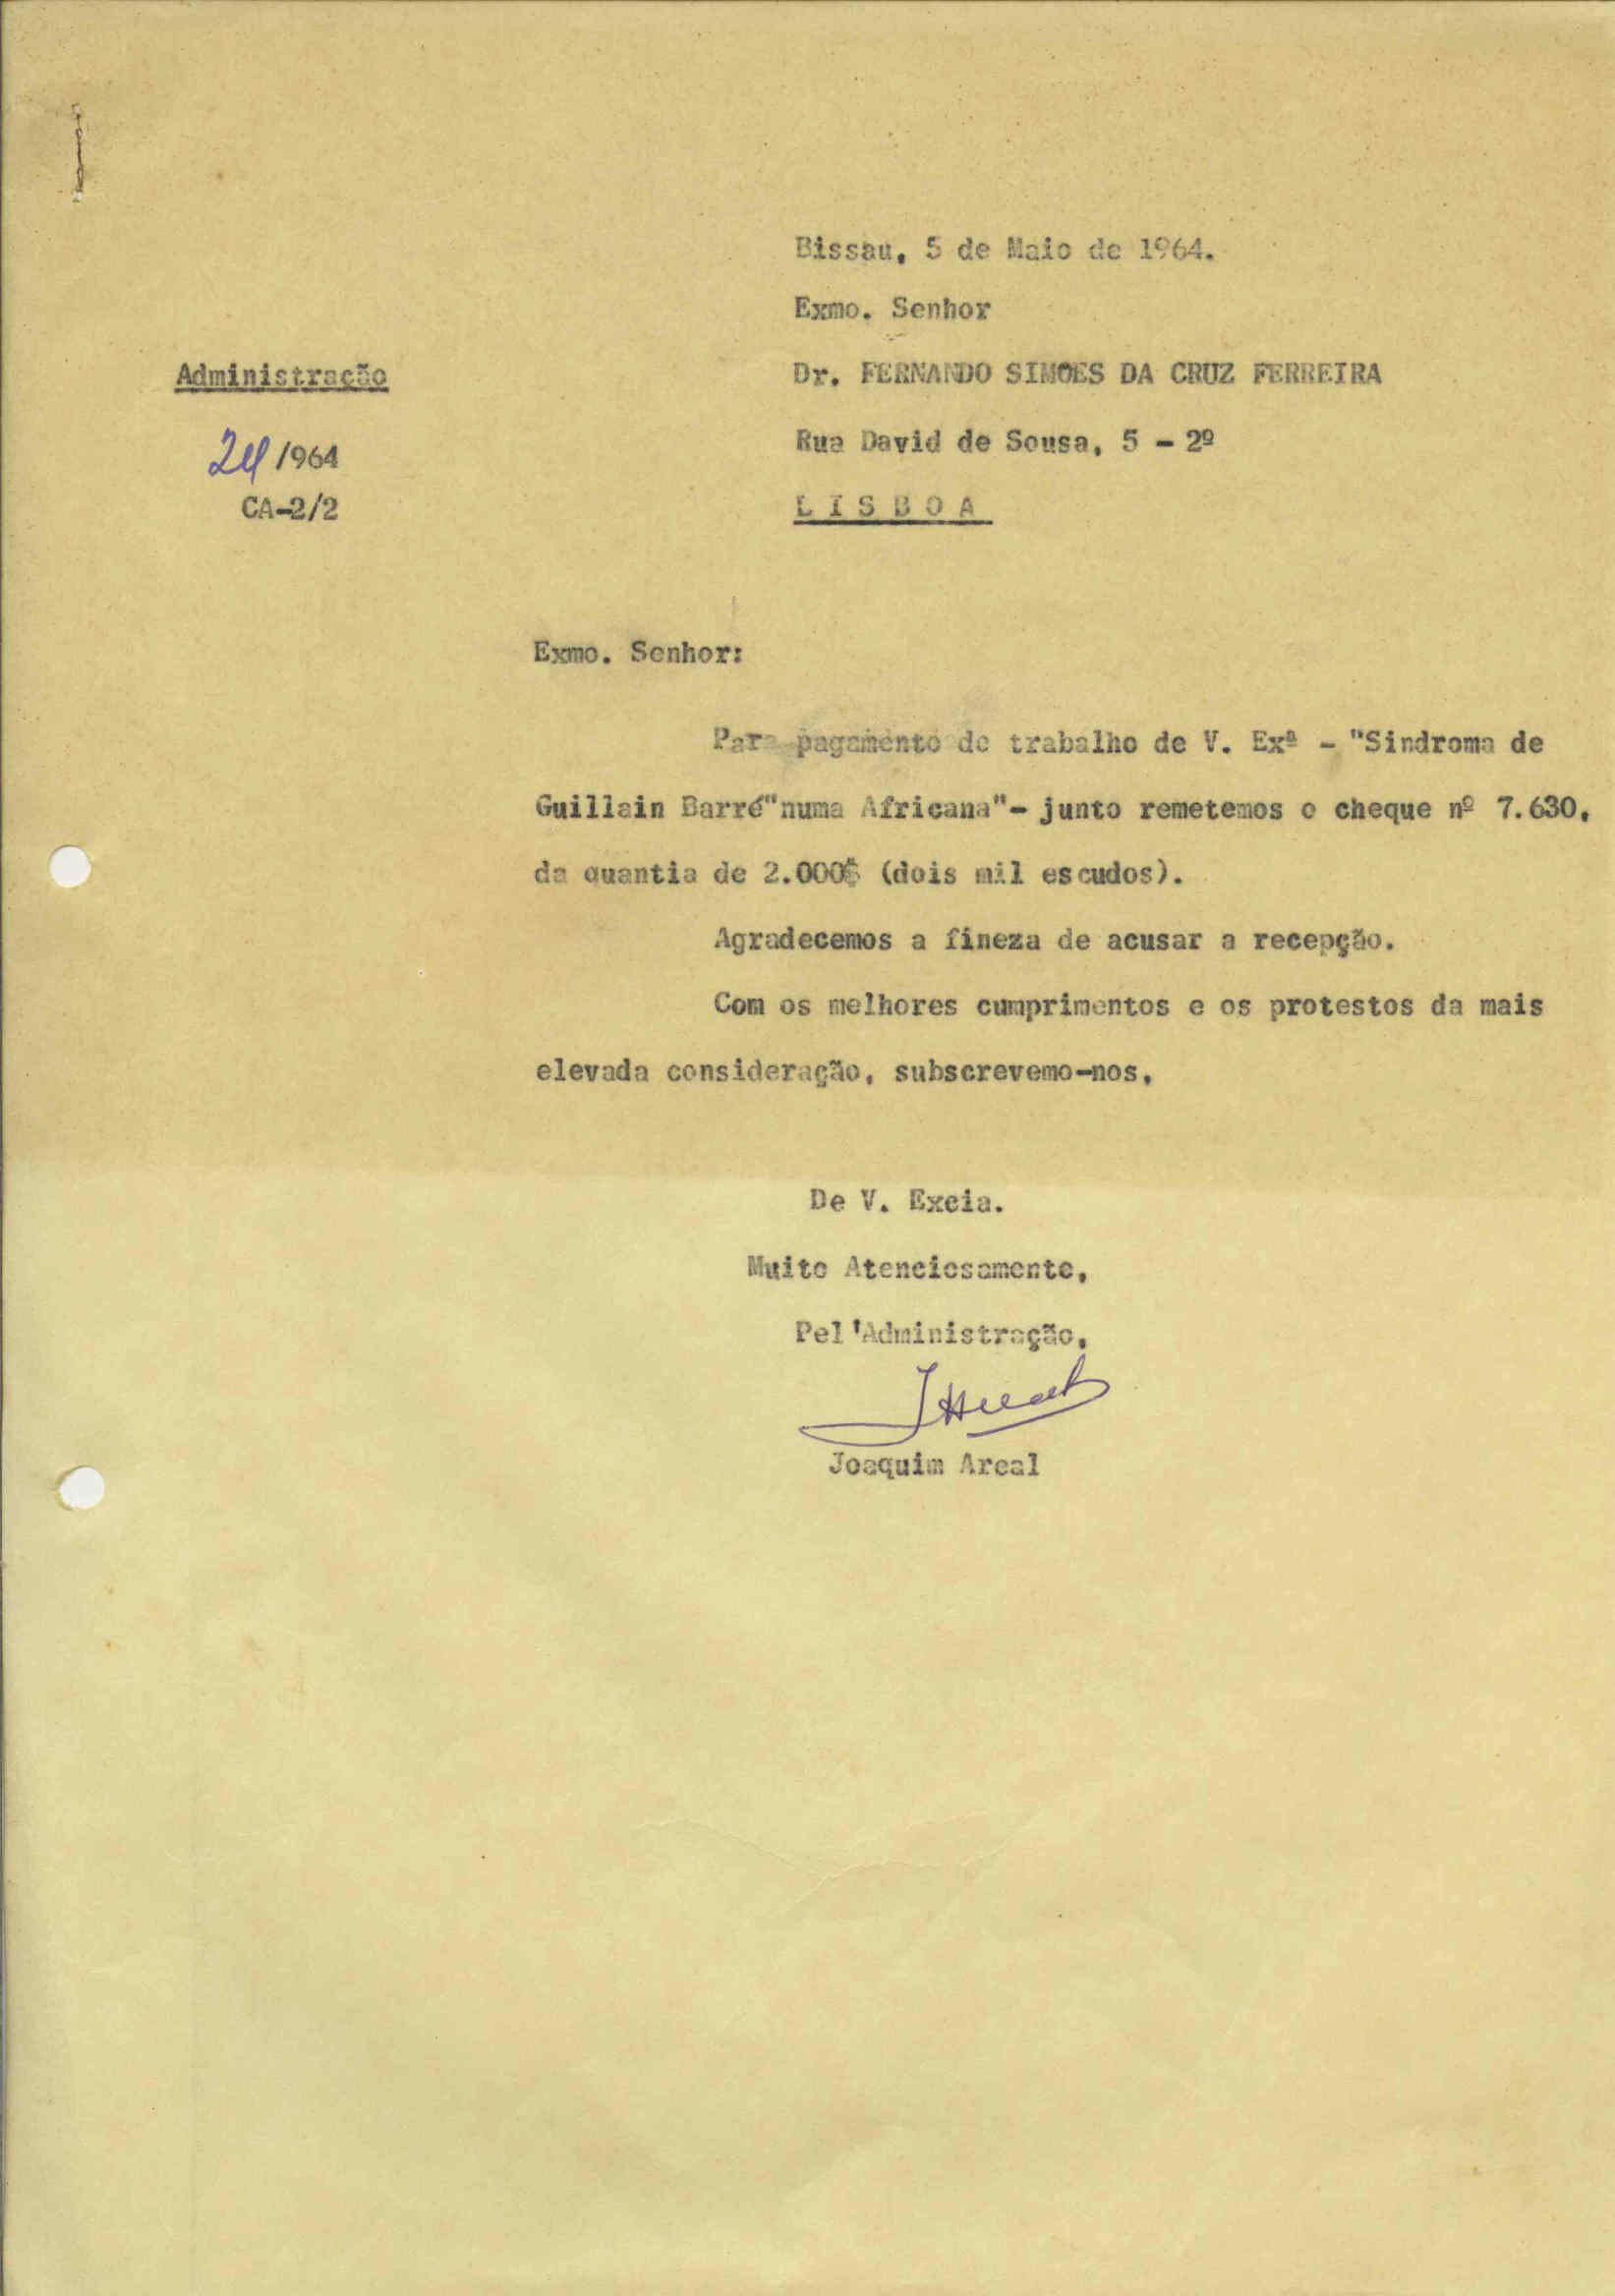 Bissau, 5 de Maio de 1964.
Exmo. Senhor
Administração
Dr. FERNANDO SIMOES DA CRUZ FERREIRA
24/1964
Rua David de Sousa, 5 - 2º
CA-2/2
LISBOA
Exmo. Senhor:
Para pagamento do trabalho de V. Exª - "Sindroma de
Guillain Barré"numa Africana"- junto remetemos o cheque nº 7.630,
da quantia de 2.000$ (dois mil escudos).
Agradecemos a fineza de acusar a recepção.
Com os melhores cumprimentos e os protestos da mais
elevada consideração, subscrevemo-nos,
De V. Excia.
Muito Atenciosamente,
Pel'Administração,
Joaquim Areal